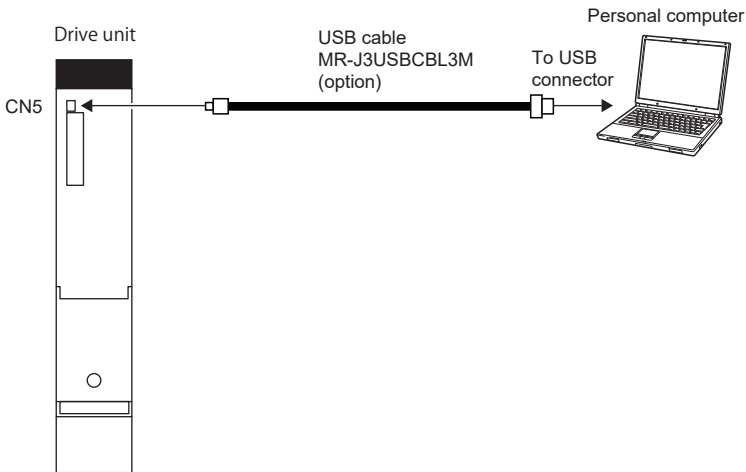 Personal computer
Drive unit
USB cable
MR-J3USBCBL3M
(option)
To USB
connector
CN5